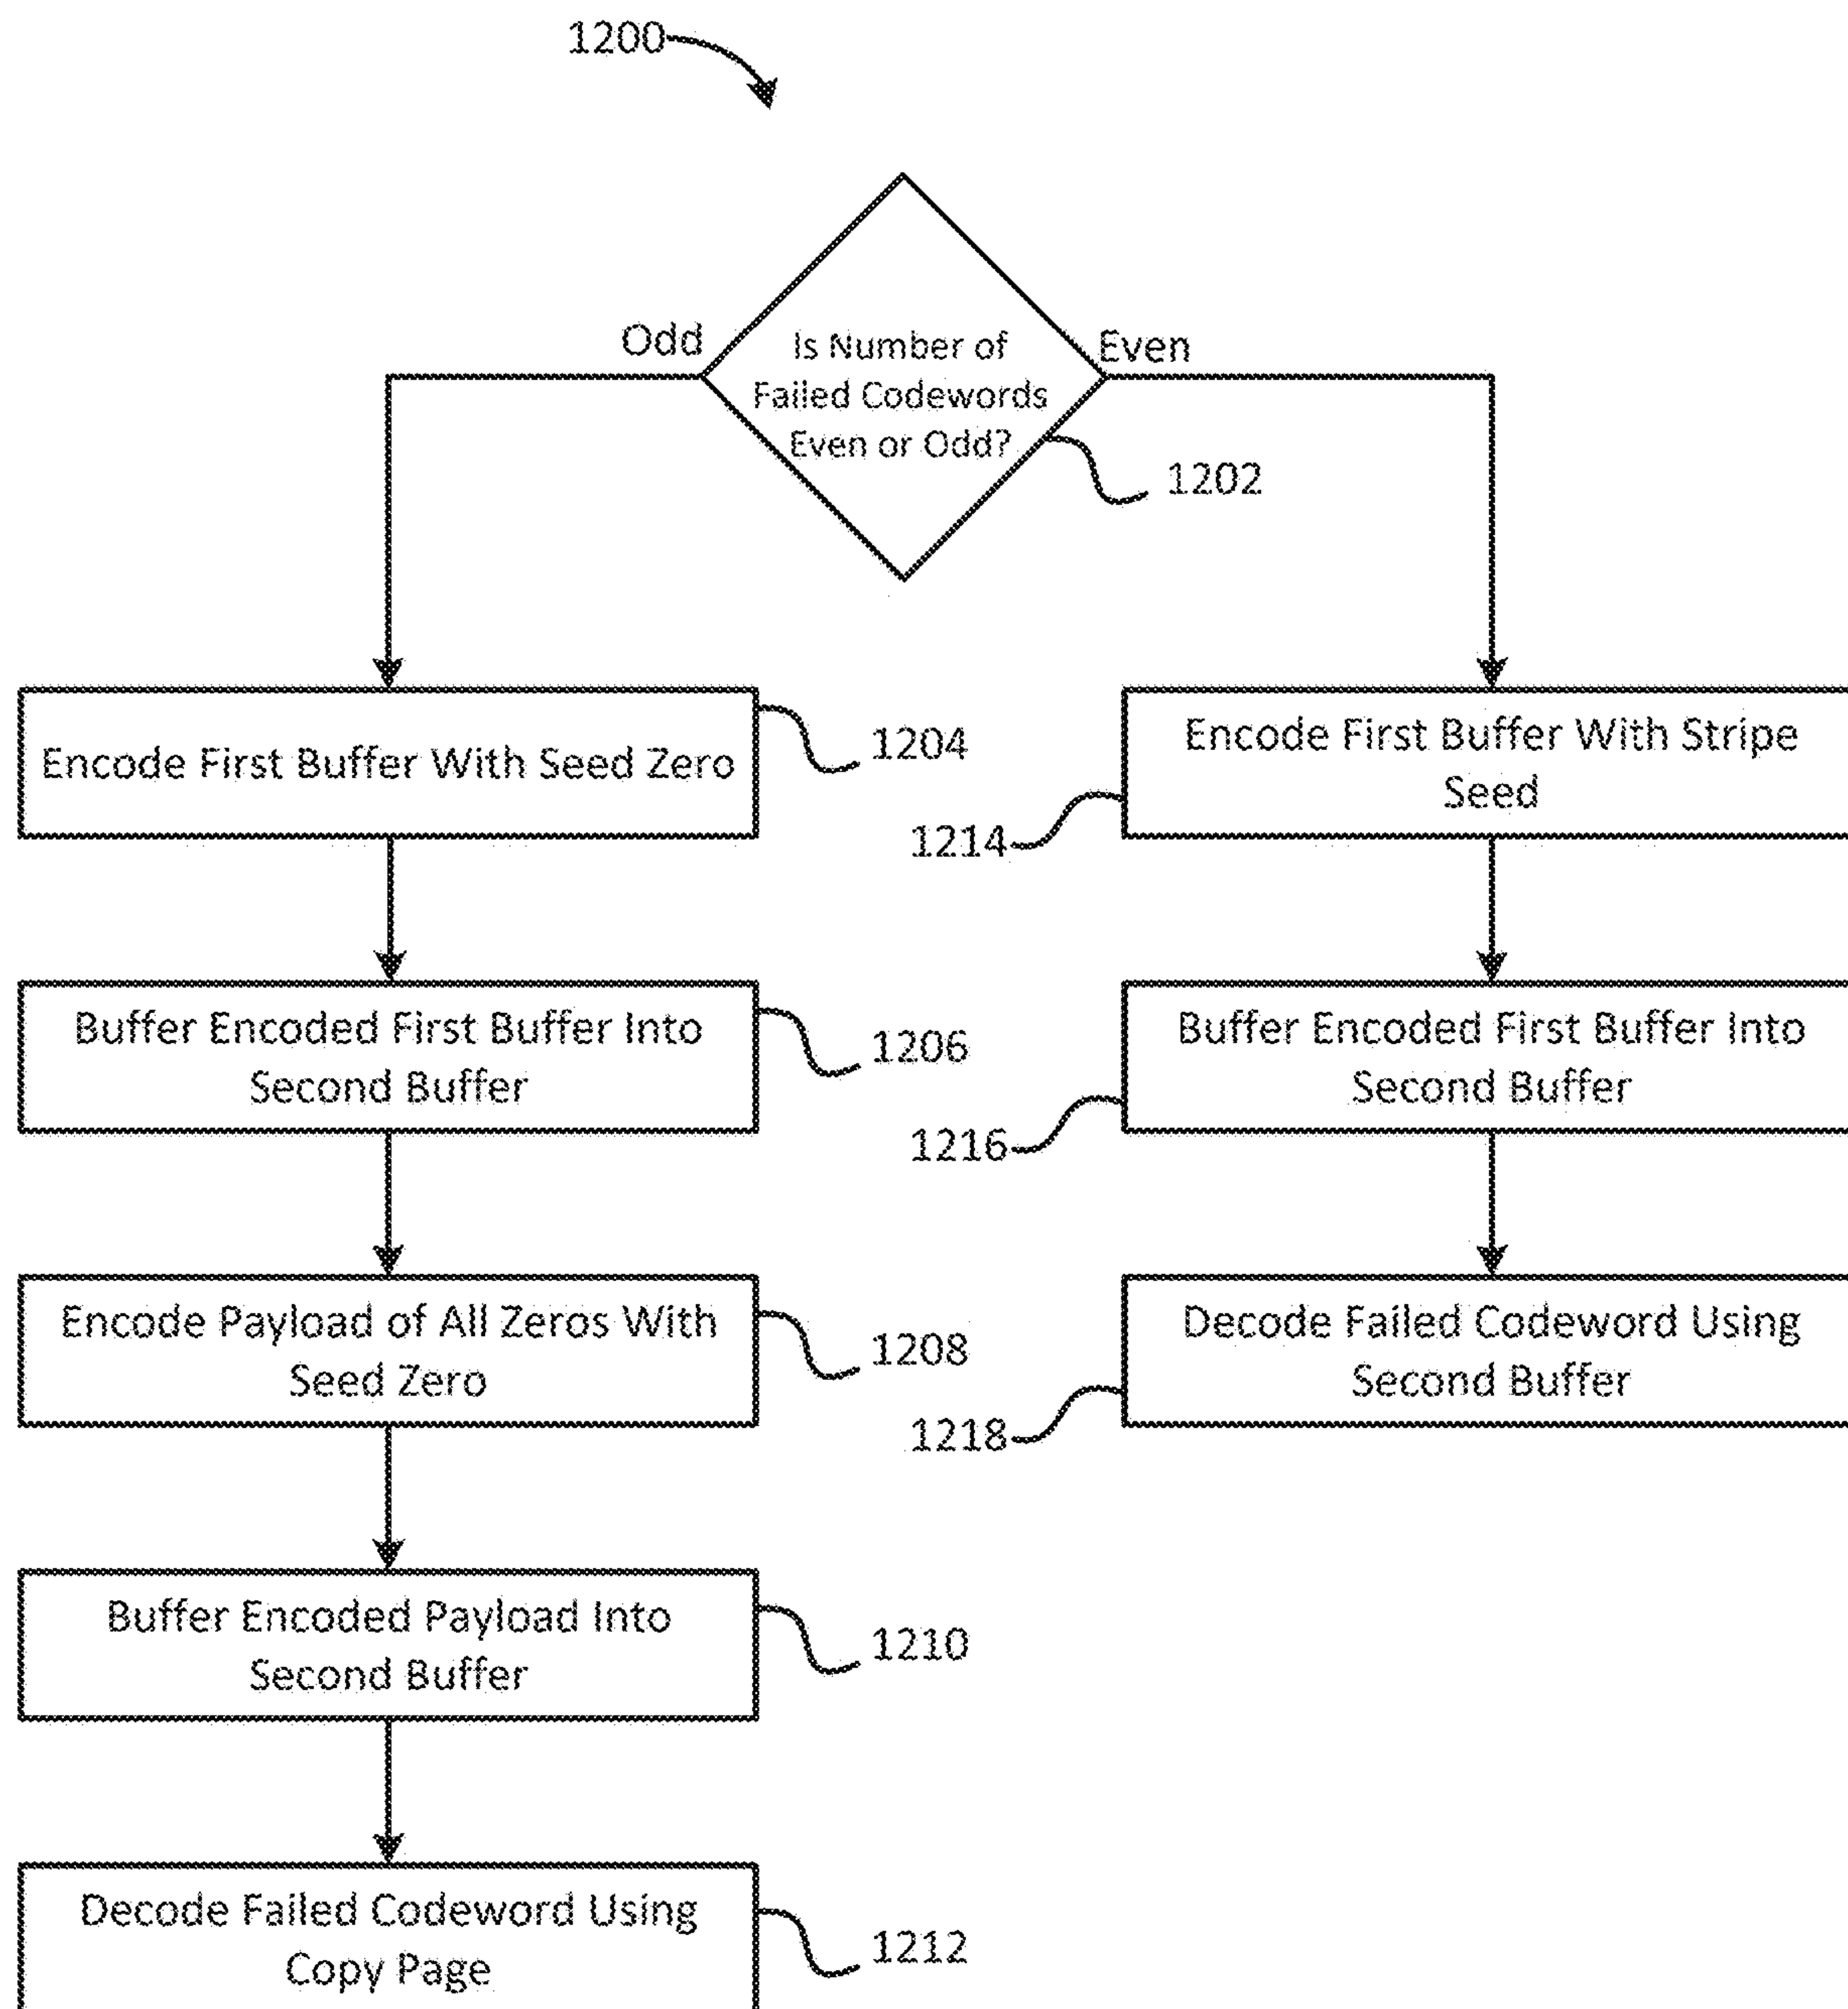 1200
Odd
Is Number of
Failed Codewords
Even or Odd?
Even
1202
Encode First Buffer With Seed Zero
1204
Encode First Buffer With Stripe
Seed
1214
Buffer Encoded First Buffer Into
Second Buffer
1206
Buffer Encoded First Buffer Into
Second Buffer
1216
Encode Payload of All Zeros With
Seed Zero
1208
Decode Failed Codeword Using
Second Buffer
1218
Buffer Encoded Payload Into
Second Buffer
1210
Decode Failed Codeword Using
Copy Page
1212